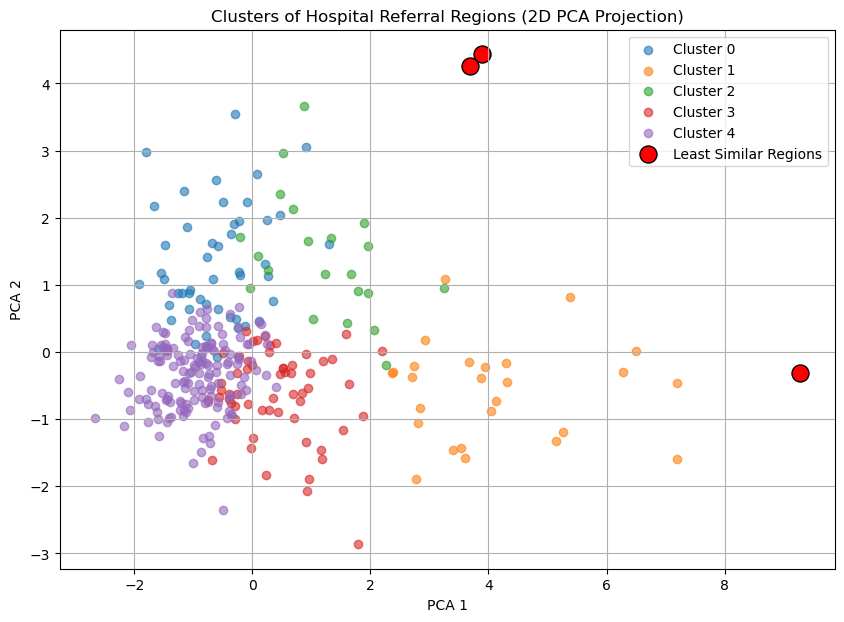 Clusters of Hospital Referral Regions (2D PCA Projection)
Cluster 0
Cluster 1
Cluster 2
Cluster 3
Cluster 4
Least Similar Regions
PCA 2
4
3
2
1
0
−1
−2
−3
−2
0
2
4
6
8
PCA 1